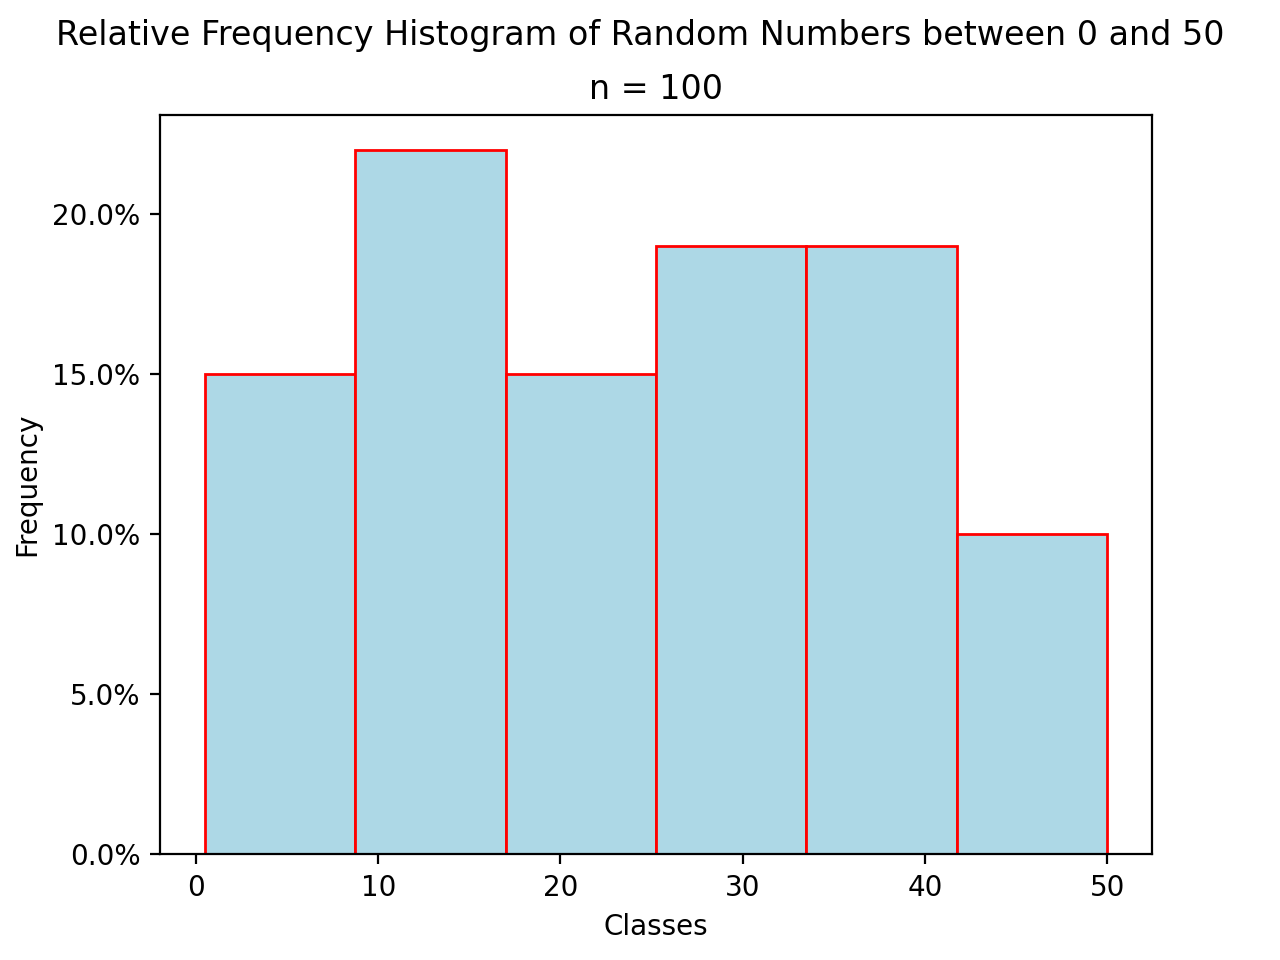 Relative Frequency Histogram of Random Numbers between 0 and 50
n = 100
20.0%
15.0%
10.0%
5.0%
0.0%
Frequency
0 10 20 30 40 50
Classes